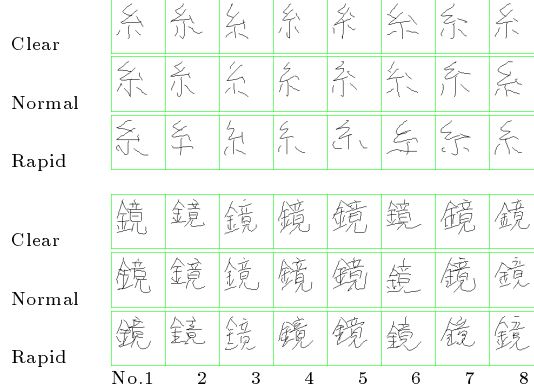 Clear 糸 糸 糸 糸 糸 糸 糸 糸
Normal 糸 糸 糸 糸 糸 糸 糸 糸
Rapid 糸 糸 糸 糸 糸 糸 糸 糸
Clear 鏡 鏡 鏡 鏡 鏡 鏡 鏡 鏡
Normal 鏡 鏡 鏡 鏡 鏡 鏡 鏡 鏡
Rapid 鏡 鏡 鏡 鏡 鏡 鏡 鏡 鏡
No.1 2 3 4 5 6 7 8